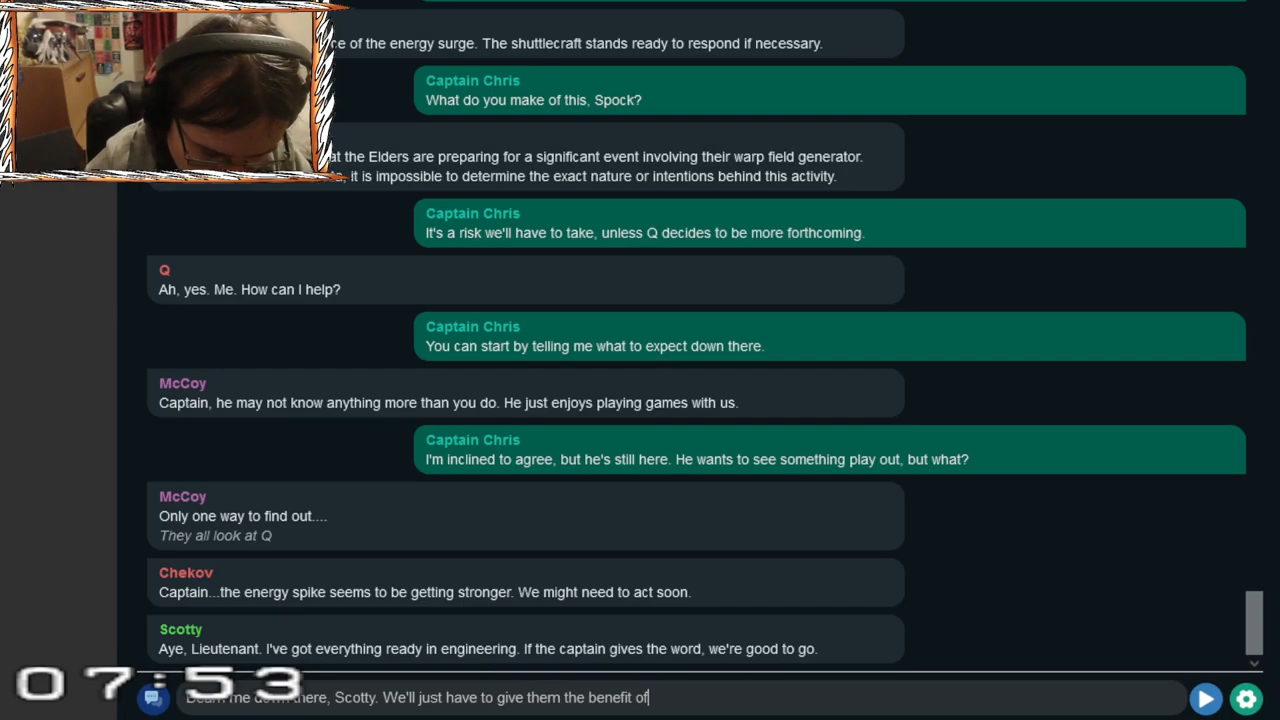 of the energy surge. The shuttlecraft stands ready to respond if necessary.
Captain Chris
What do you make of this, Spock?
the Elders are preparing for a significant event involving their warp field generator.
it is impossible to determine the exact nature or intentions behind this activity.
Captain Chris
It's a risk we'll have to take, unless Q decides to be more forthcoming.
Q
Ah, yes. Me. How can I help?
Captain Chris
You can start by telling me what to expect down there.
McCoy
Captain, he may not know anything more than you do. He just enjoys playing games with us.
Captain Chris
I'm inclined to agree, but he's still here. He wants to see something play out, but what?
McCoy
Only one way to find out....
They all look at Q
Chekov
Captain...the energy spike seems to be getting stronger. We might need to act soon.
Scotty
Aye, Lieutenant. I've got everything ready in engineering. If the captain gives the word, we're good to go.
07:53
me down there, Scotty. We'll just have to give them the benefit of